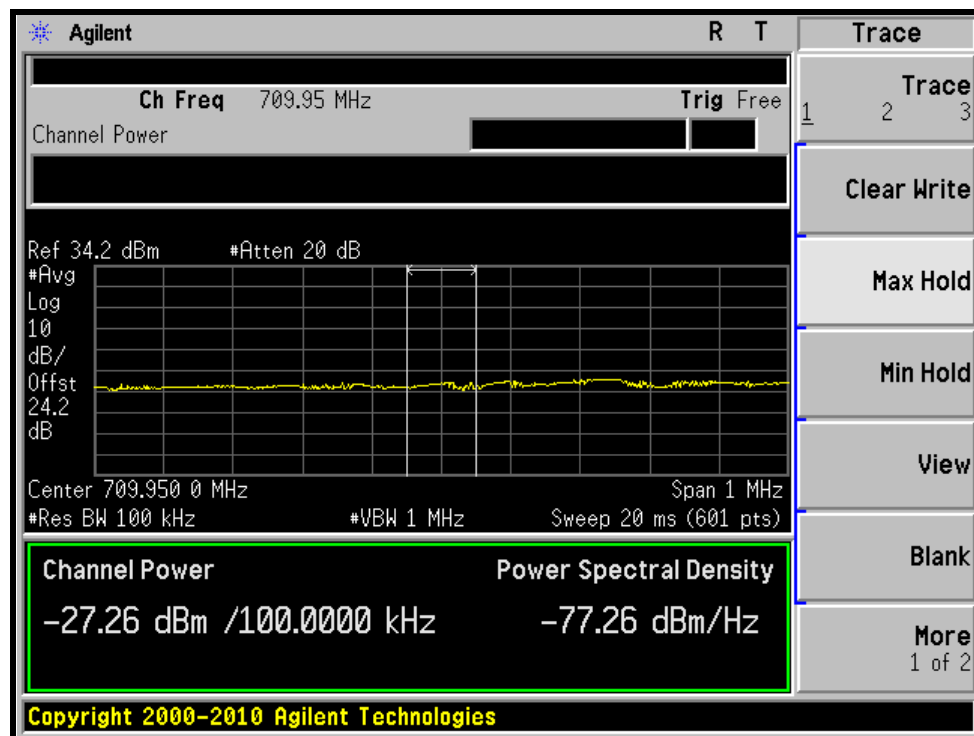 Agilent R T Trace
Ch Freq 709.95 MHz Trig Free
Channel Power
Trace
1 2 3
Clear Write
Max Hold
Min Hold
View
Blank
More
1 of 2
Ref 34.2 dBm #Atten 20 dB
#Avg
Log
10
dB/
Offst
24.2
dB
Center 709.950 0 MHz Span 1 MHz
#Res BW 100 kHz #VBW 1 MHz Sweep 20 ms (601 pts)
Channel Power Power Spectral Density
-27.26 dBm /100.0000 kHz -77.26 dBm/Hz
Copyright 2000-2010 Agilent Technologies